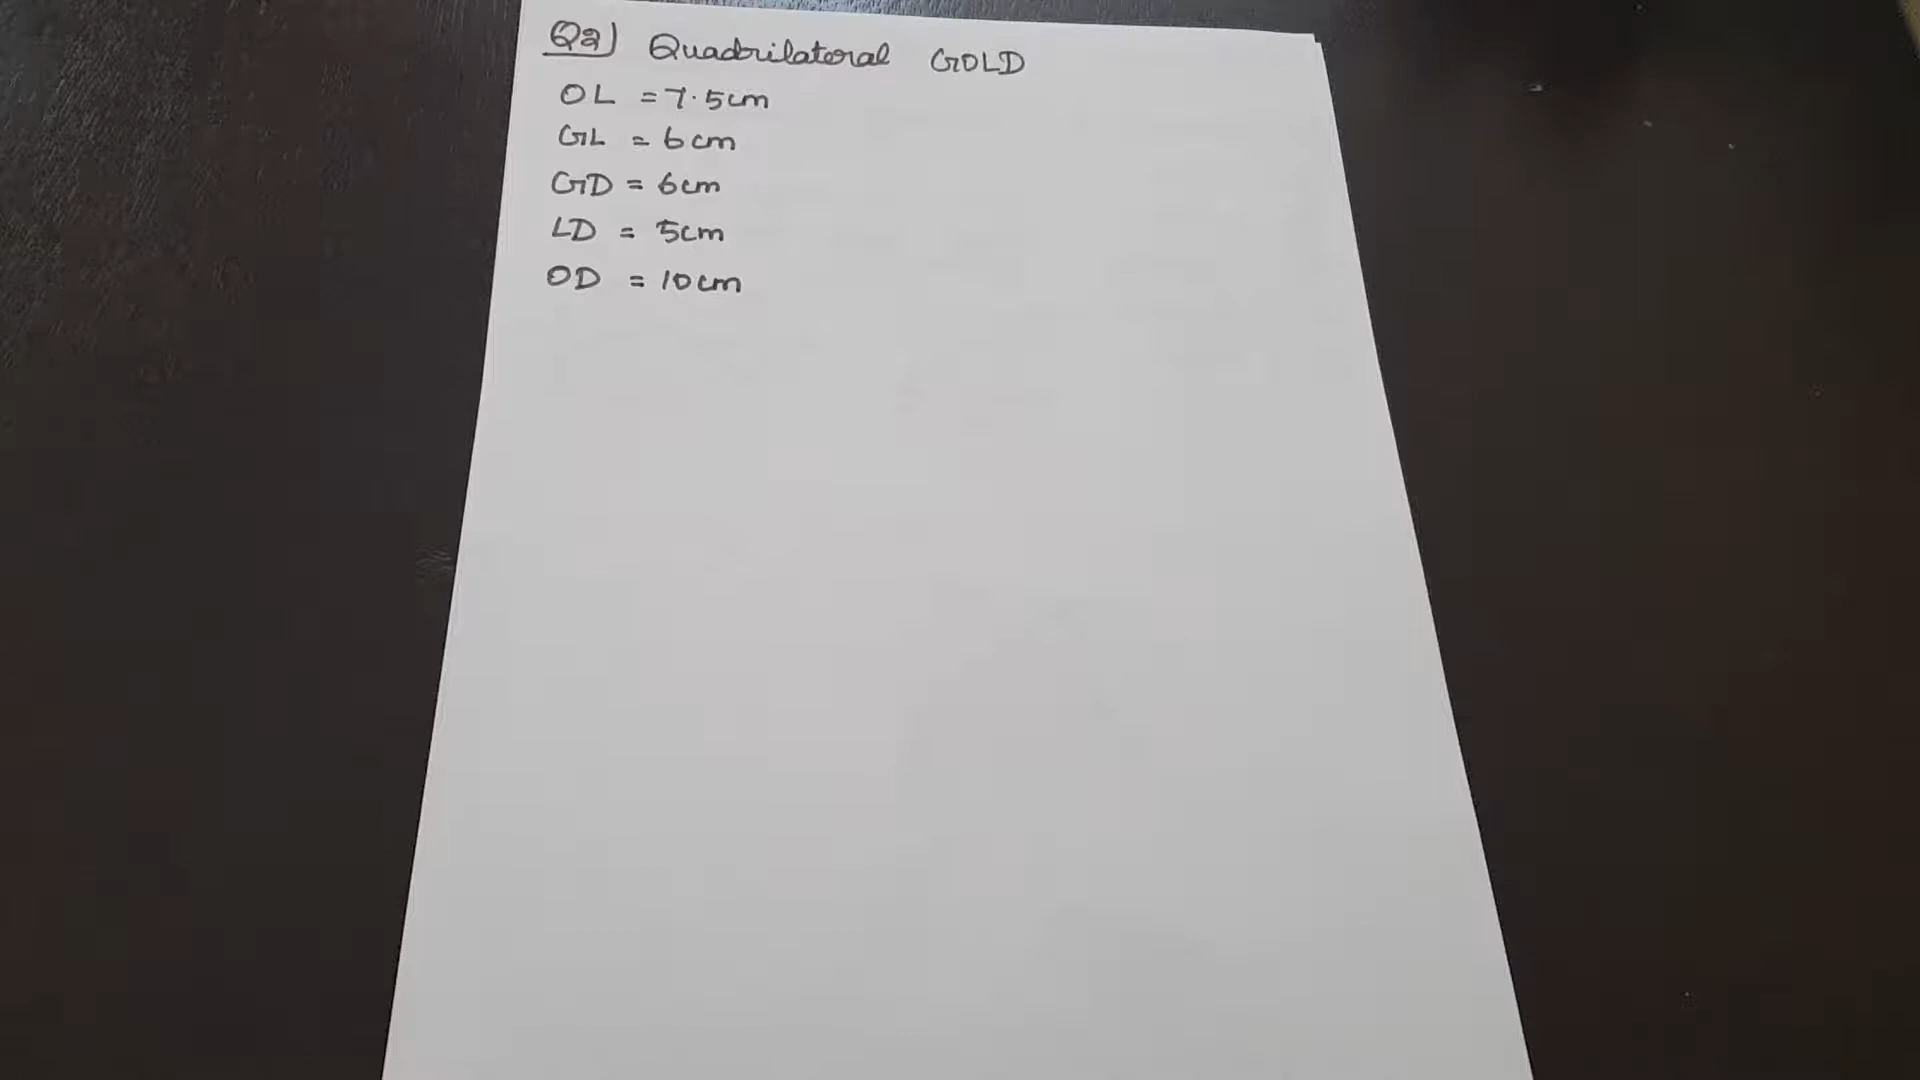 Q2) Quadrilateral GOLD
OL = 7.5cm
GL = 6cm
GD = 6cm
LD = 5cm
OD = 10cm